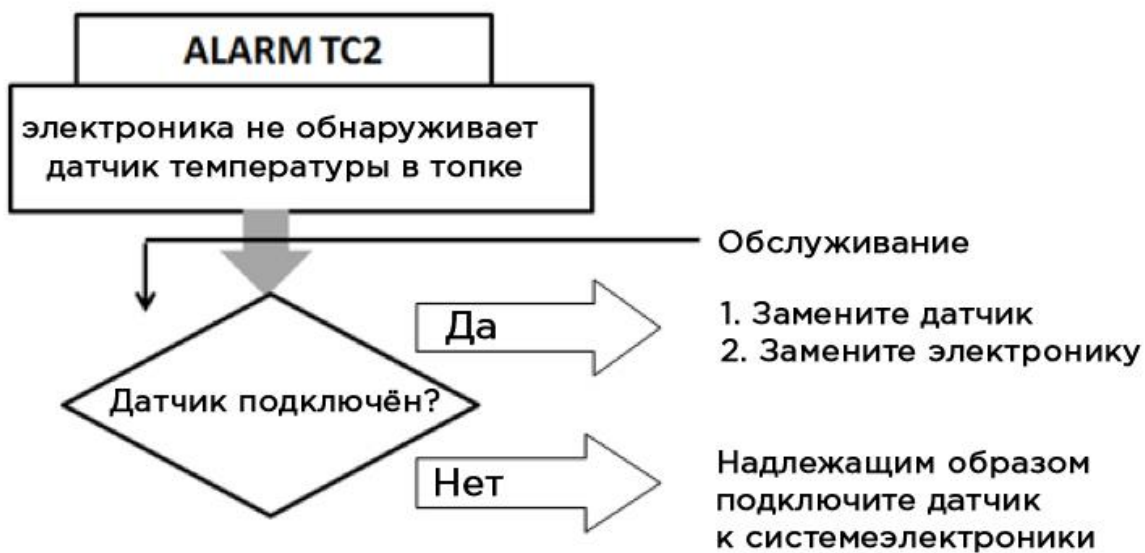 ALARM TC2
электроника не обнаруживает
датчик температуры в топке
Обслуживание
Датчик подключён?
Да
1. Замените датчик
2. Замените электронику
Нет
Надлежащим образом
подключите датчик
к системеэлектроники